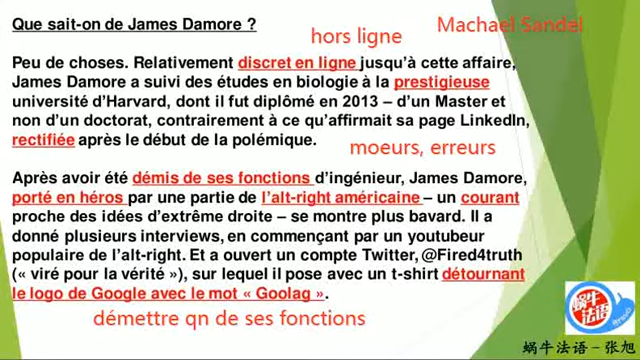 Que sait-on de James Damore ?
Machael Sandel
hors ligne
Peu de choses. Relativement discret en ligne jusqu'à cette affaire,
James Damore a suivi des études en biologie à la prestigieuse
université d'Harvard, dont il fut diplômé en 2013 – d'un Master et
non d'un doctorat, contrairement à ce qu'affirmait sa page LinkedIn,
rectifiée après le début de la polémique.
moeurs, erreurs
Après avoir été démis de ses fonctions d'ingénieur, James Damore,
porté en héros par une partie de l'alt-right américaine – un courant
proche des idées d'extrême droite – se montre plus bavard. Il a
donné plusieurs interviews, en commençant par un youtubeur
populaire de l'alt-right. Et a ouvert un compte Twitter, @Fired4truth
(« viré pour la vérité »), sur lequel il pose avec un t-shirt détournant
le logo de Google avec le mot « Goolag ».
démettre qn de ses fonctions
蜗牛
法语
蜗牛法语－张旭